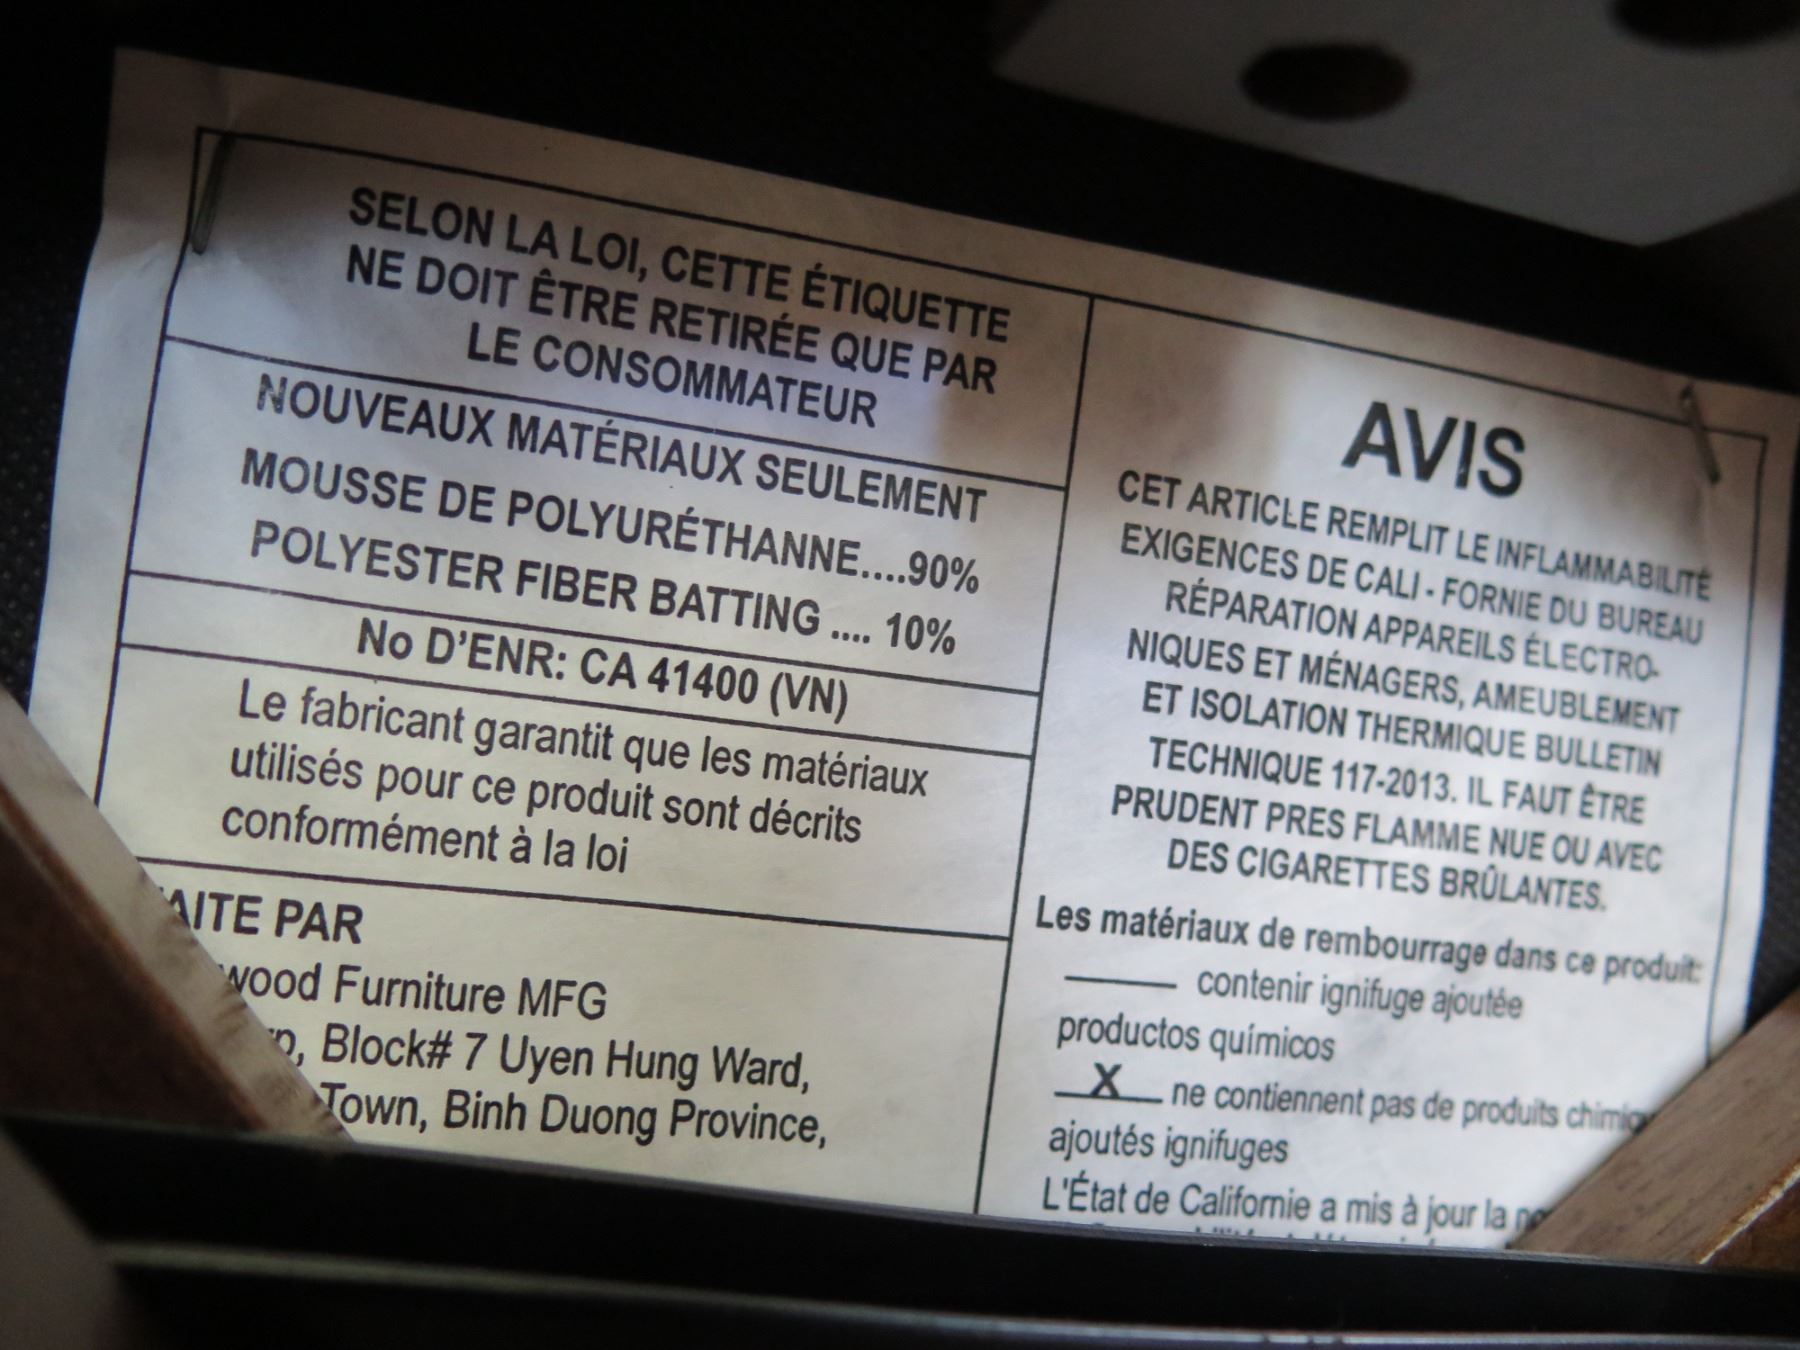 SELON LA LOI, CETTE ÉTIQUETTE
NE DOIT ÊTRE RETIRÉE QUE PAR
LE CONSOMMATEUR
NOUVEAUX MATÉRIAUX SEULEMENT
MOUSSE DE POLYURÉTHANNE....90%
POLYESTER FIBER BATTING .... 10%
No D'ENR: CA 41400 (VN)
Le fabricant garantit que les matériaux
utilisés pour ce produit sont décrits
conformément à la loi
AITE PAR
wood Furniture MFG
Block# 7 Uyen Hung Ward,
Town, Binh Duong Province,
AVIS
CET ARTICLE REMPLIT LE INFLAMMABILITÉ
EXIGENCES DE CALI - FORNIE DU BUREAU
RÉPARATION APPAREILS ÉLECTRO-
NIQUES ET MÉNAGERS, AMEUBLEMENT
ET ISOLATION THERMIQUE BULLETIN
TECHNIQUE 117-2013. IL FAUT ÊTRE
PRUDENT PRES FLAMME NUE OU AVEC
DES CIGARETTES BRÛLANTES.
Les matériaux de rembourrage dans ce produit:
contenir ignifuge ajoutée
productos químicos
X ne contiennent pas de produits
ajoutés ignifuges
L'État de Californie a mis à jour la